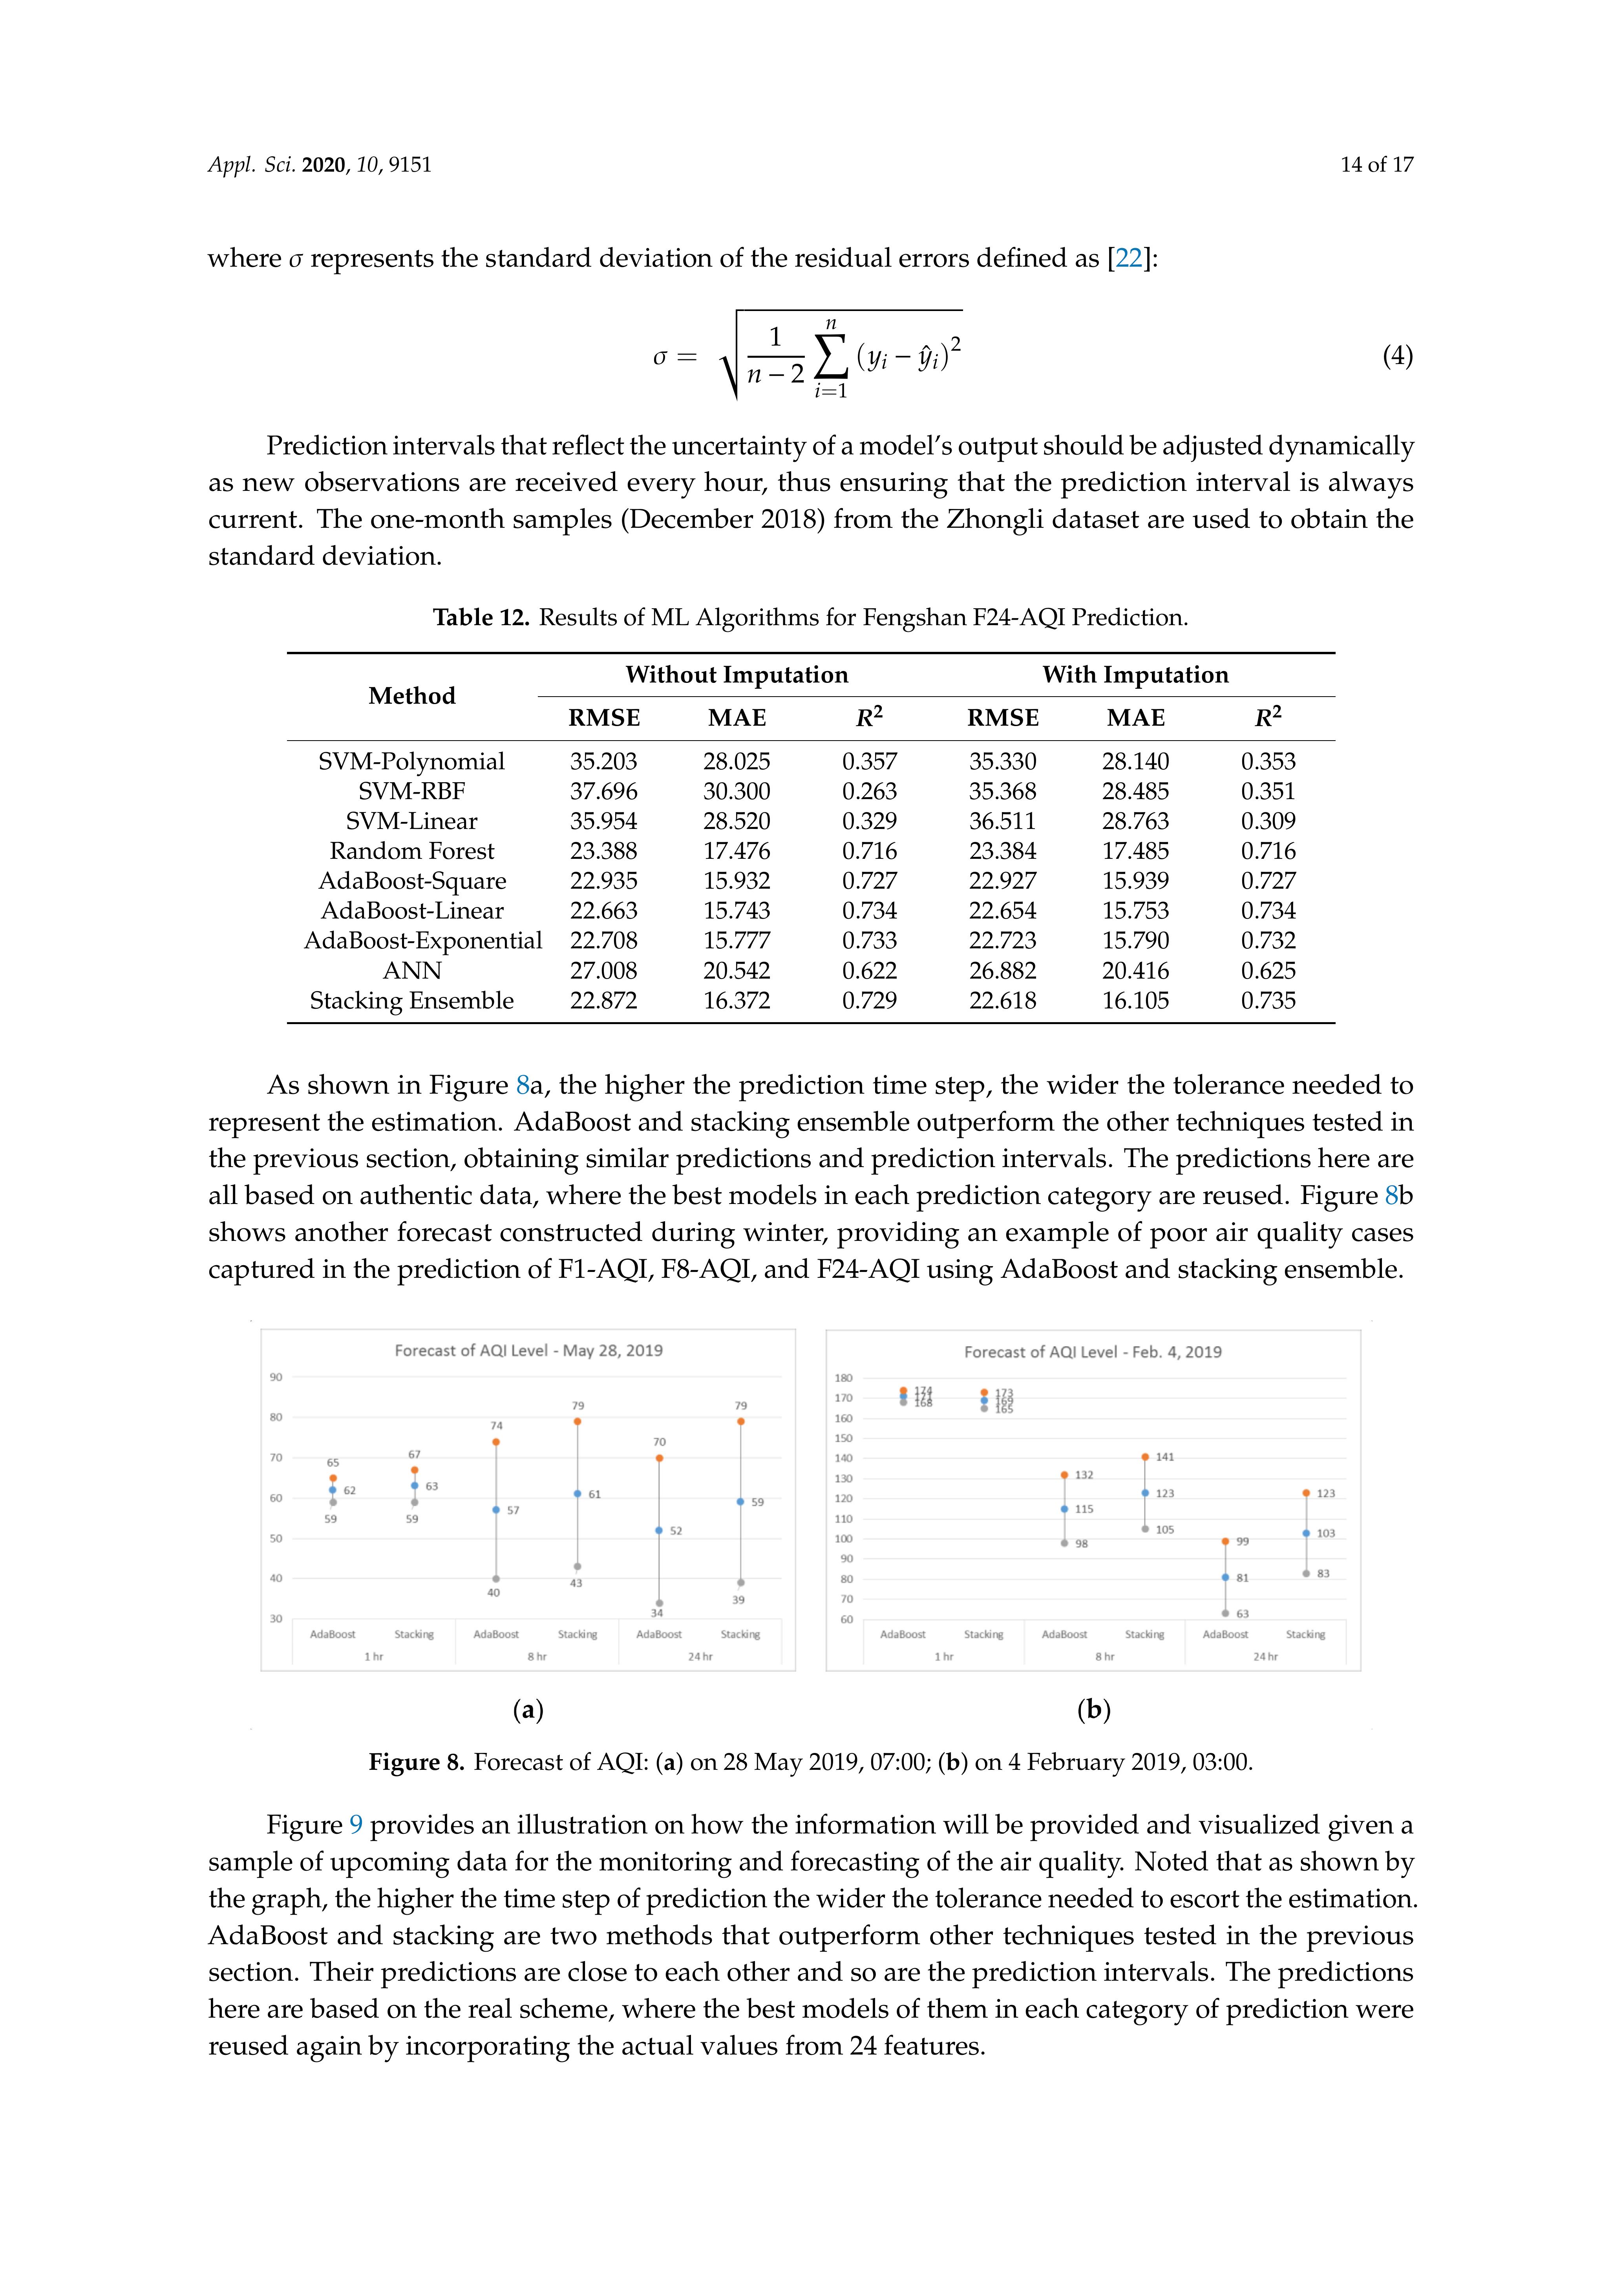 Appl. Sci. 2020, 10, 9151 14 of 17
where σ represents the standard deviation of the residual errors defined as [22]:
σ = √( 1/(n − 2) ∑_{i=1}^{n} (y_i − ŷ_i)² ) (4)
Prediction intervals that reflect the uncertainty of a model's output should be adjusted dynamically
as new observations are received every hour, thus ensuring that the prediction interval is always
current. The one-month samples (December 2018) from the Zhongli dataset are used to obtain the
standard deviation.
Table 12. Results of ML Algorithms for Fengshan F24-AQI Prediction.
Method Without Imputation With Imputation
RMSE MAE R² RMSE MAE R²
SVM-Polynomial 35.203 28.025 0.357 35.330 28.140 0.353
SVM-RBF 37.696 30.300 0.263 35.368 28.485 0.351
SVM-Linear 35.954 28.520 0.329 36.511 28.763 0.309
Random Forest 23.388 17.476 0.716 23.384 17.485 0.716
AdaBoost-Square 22.935 15.932 0.727 22.927 15.939 0.727
AdaBoost-Linear 22.663 15.743 0.734 22.654 15.753 0.734
AdaBoost-Exponential 22.708 15.777 0.733 22.723 15.790 0.732
ANN 27.008 20.542 0.622 26.882 20.416 0.625
Stacking Ensemble 22.872 16.372 0.729 22.618 16.105 0.735
As shown in Figure 8a, the higher the prediction time step, the wider the tolerance needed to
represent the estimation. AdaBoost and stacking ensemble outperform the other techniques tested in
the previous section, obtaining similar predictions and prediction intervals. The predictions here are
all based on authentic data, where the best models in each prediction category are reused. Figure 8b
shows another forecast constructed during winter, providing an example of poor air quality cases
captured in the prediction of F1-AQI, F8-AQI, and F24-AQI using AdaBoost and stacking ensemble.
Forecast of AQI Level - May 28, 2019
90
80
70
60
50
40
30
65 62 59
67 63 59
74 57 40
79 61 43
70 52 34
79 59 39
AdaBoost Stacking AdaBoost Stacking AdaBoost Stacking
1 hr 8 hr 24 hr
(a)
Forecast of AQI Level - Feb. 4, 2019
180
170
160
150
140
130
120
110
100
90
80
70
60
174 171 168
173 169 165
132 115 98
141 123 105
99 81 63
123 103 83
AdaBoost Stacking AdaBoost Stacking AdaBoost Stacking
1 hr 8 hr 24 hr
(b)
Figure 8. Forecast of AQI: (a) on 28 May 2019, 07:00; (b) on 4 February 2019, 03:00.
Figure 9 provides an illustration on how the information will be provided and visualized given a
sample of upcoming data for the monitoring and forecasting of the air quality. Noted that as shown by
the graph, the higher the time step of prediction the wider the tolerance needed to escort the estimation.
AdaBoost and stacking are two methods that outperform other techniques tested in the previous
section. Their predictions are close to each other and so are the prediction intervals. The predictions
here are based on the real scheme, where the best models of them in each category of prediction were
reused again by incorporating the actual values from 24 features.